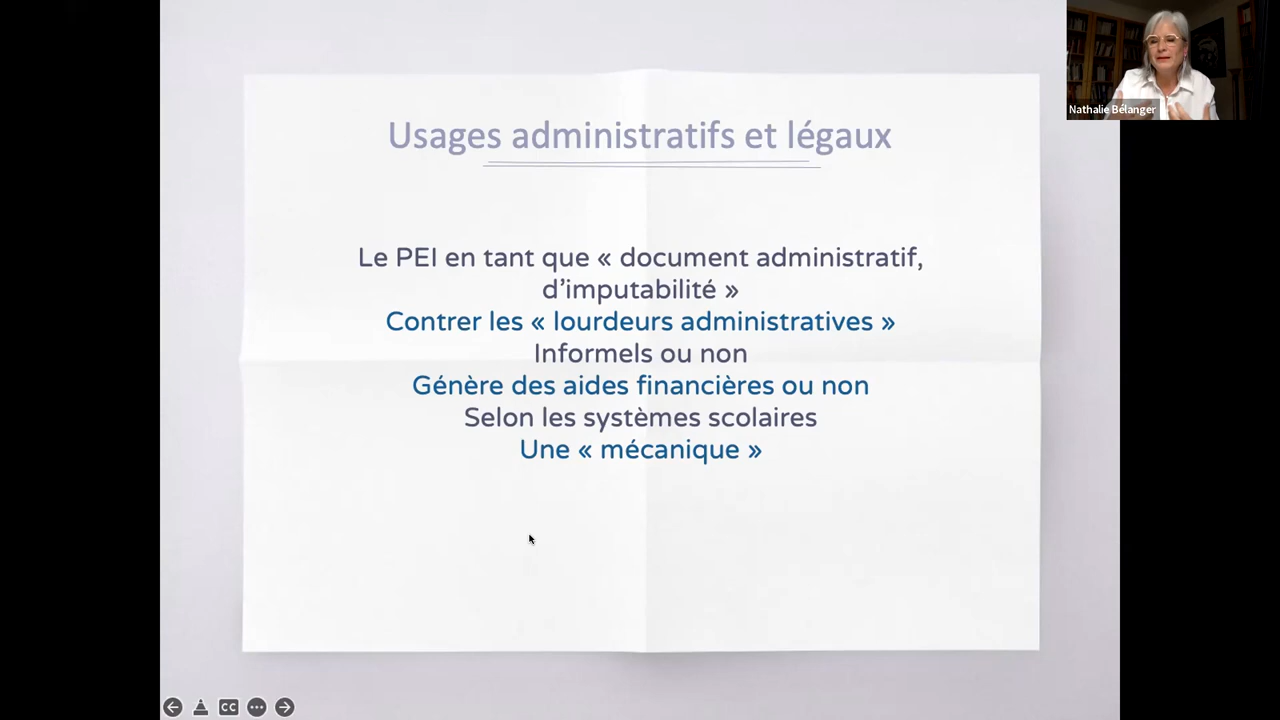 Nathalie Bélanger
Usages administratifs et légaux
Le PEI en tant que « document administratif,
d’imputabilité »
Contrer les « lourdeurs administratives »
Informels ou non
Génère des aides financières ou non
Selon les systèmes scolaires
Une « mécanique »
CC